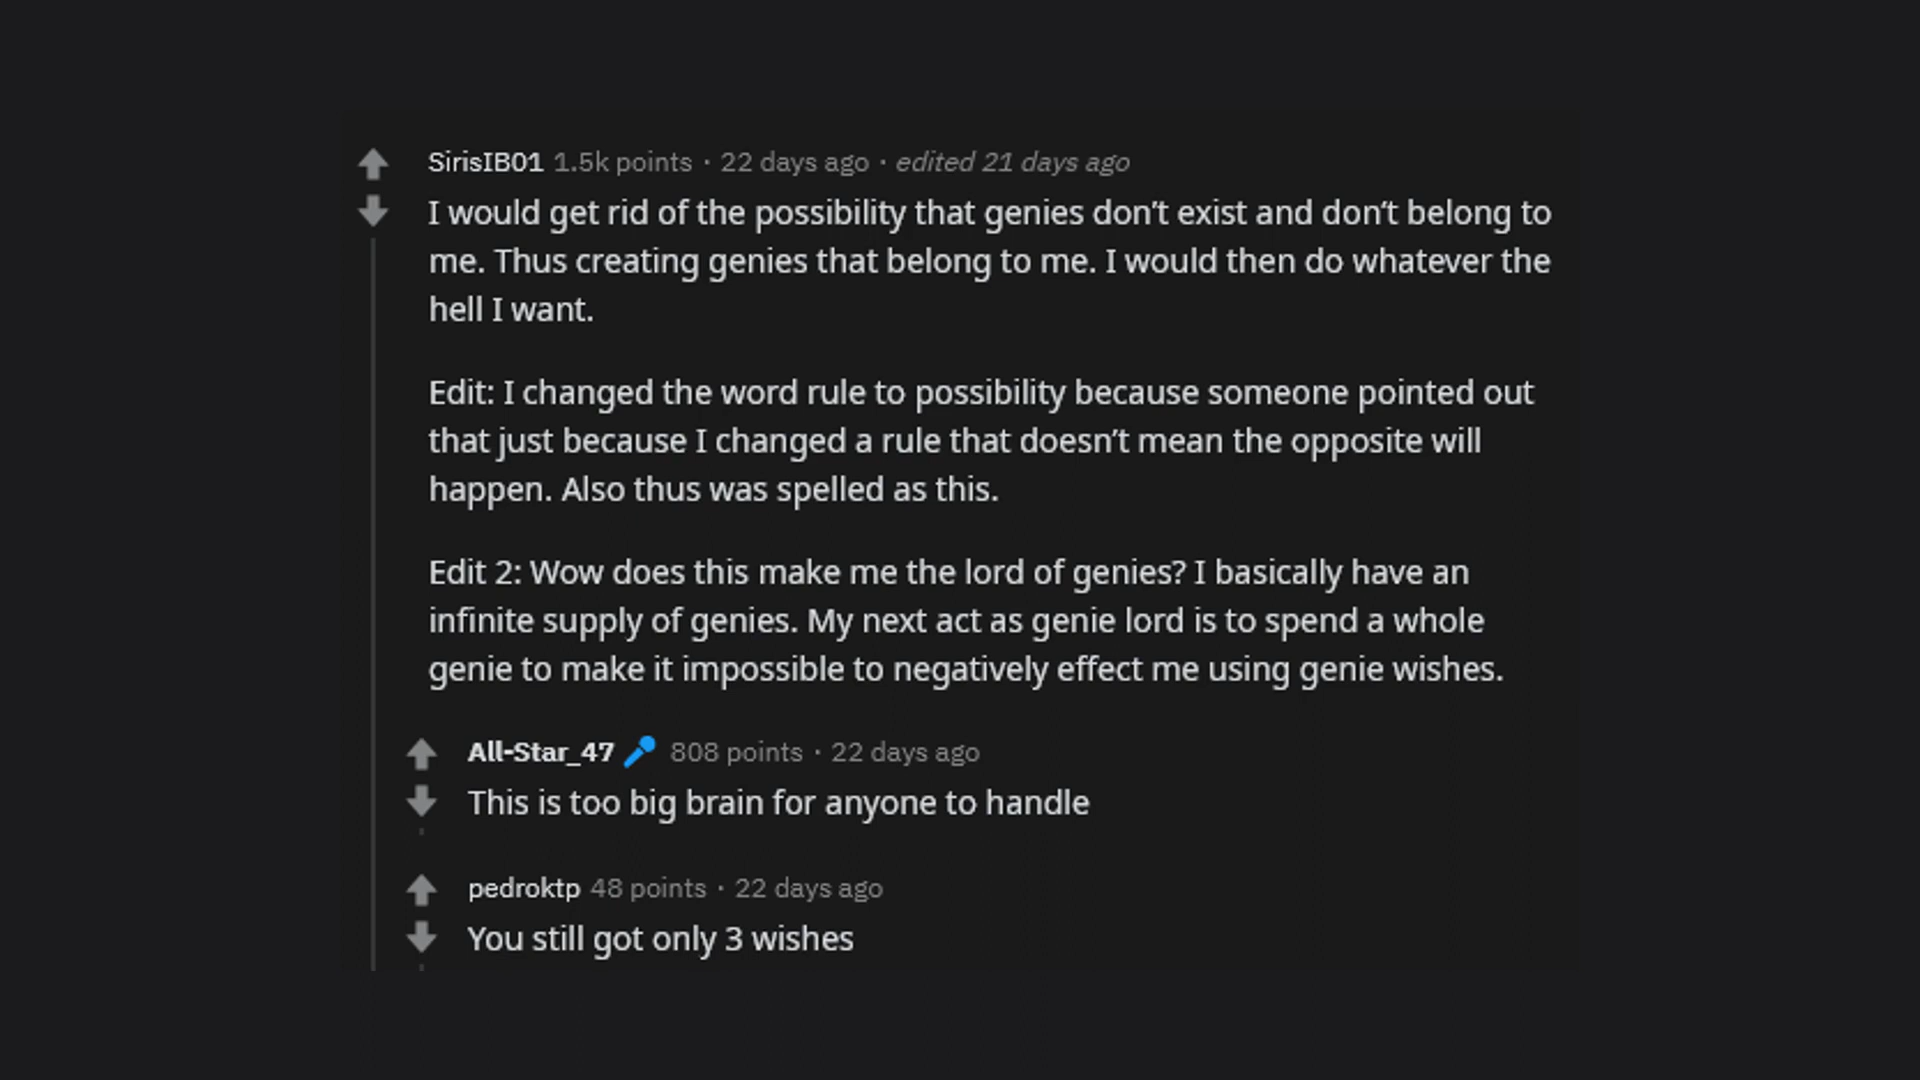 SirisIB01 1.5k points · 22 days ago · edited 21 days ago
I would get rid of the possibility that genies don’t exist and don’t belong to
me. Thus creating genies that belong to me. I would then do whatever the
hell I want.
Edit: I changed the word rule to possibility because someone pointed out
that just because I changed a rule that doesn’t mean the opposite will
happen. Also thus was spelled as this.
Edit 2: Wow does this make me the lord of genies? I basically have an
infinite supply of genies. My next act as genie lord is to spend a whole
genie to make it impossible to negatively effect me using genie wishes.
All-Star_47 808 points · 22 days ago
This is too big brain for anyone to handle
pedroktp 48 points · 22 days ago
You still got only 3 wishes